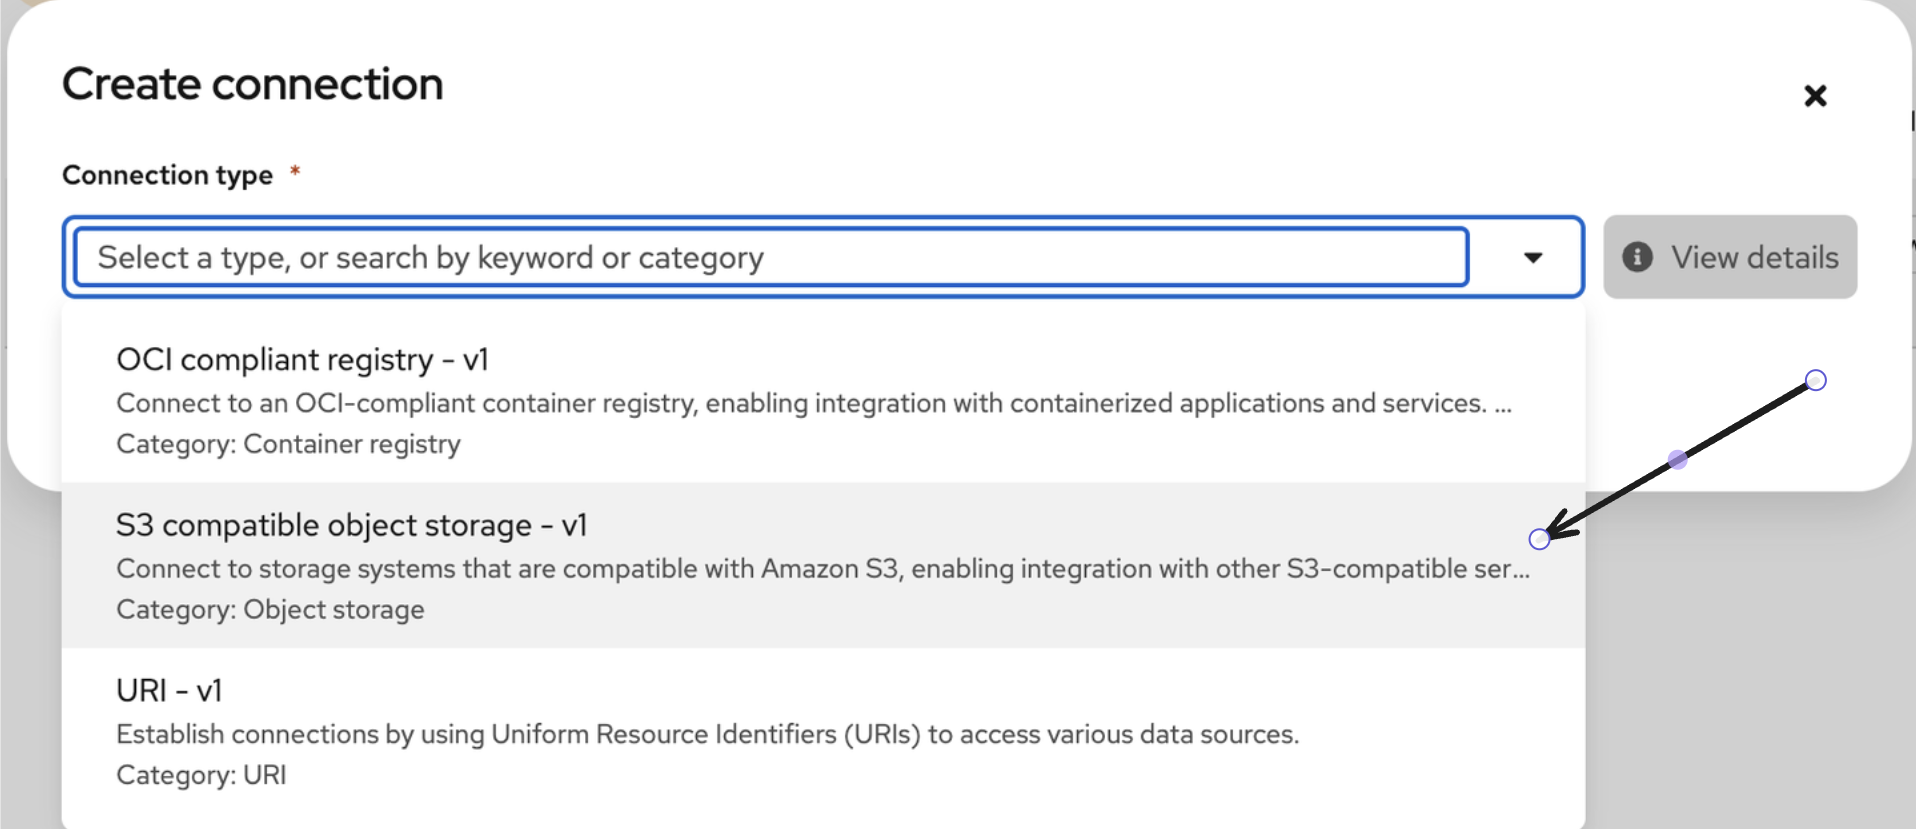 Create connection
Connection type *
Select a type, or search by keyword or category
View details
OCI compliant registry - v1
Connect to an OCI-compliant container registry, enabling integration with containerized applications and services. ...
Category: Container registry
S3 compatible object storage - v1
Connect to storage systems that are compatible with Amazon S3, enabling integration with other S3-compatible ser...
Category: Object storage
URI - v1
Establish connections by using Uniform Resource Identifiers (URIs) to access various data sources.
Category: URI